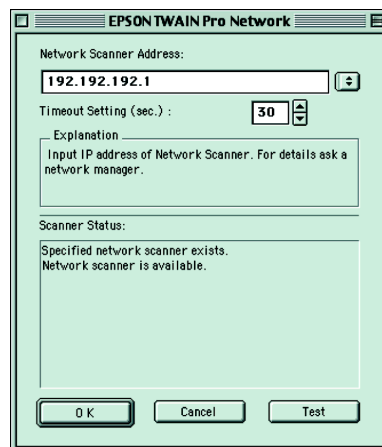 EPSON TWAIN Pro Network
Network Scanner Address:
192.192.192.1
Timeout Setting (sec.) :
30
Explanation
Input IP address of Network Scanner. For details ask a
network manager.
Scanner Status:
Specified network scanner exists.
Network scanner is available.
OK
Cancel
Test